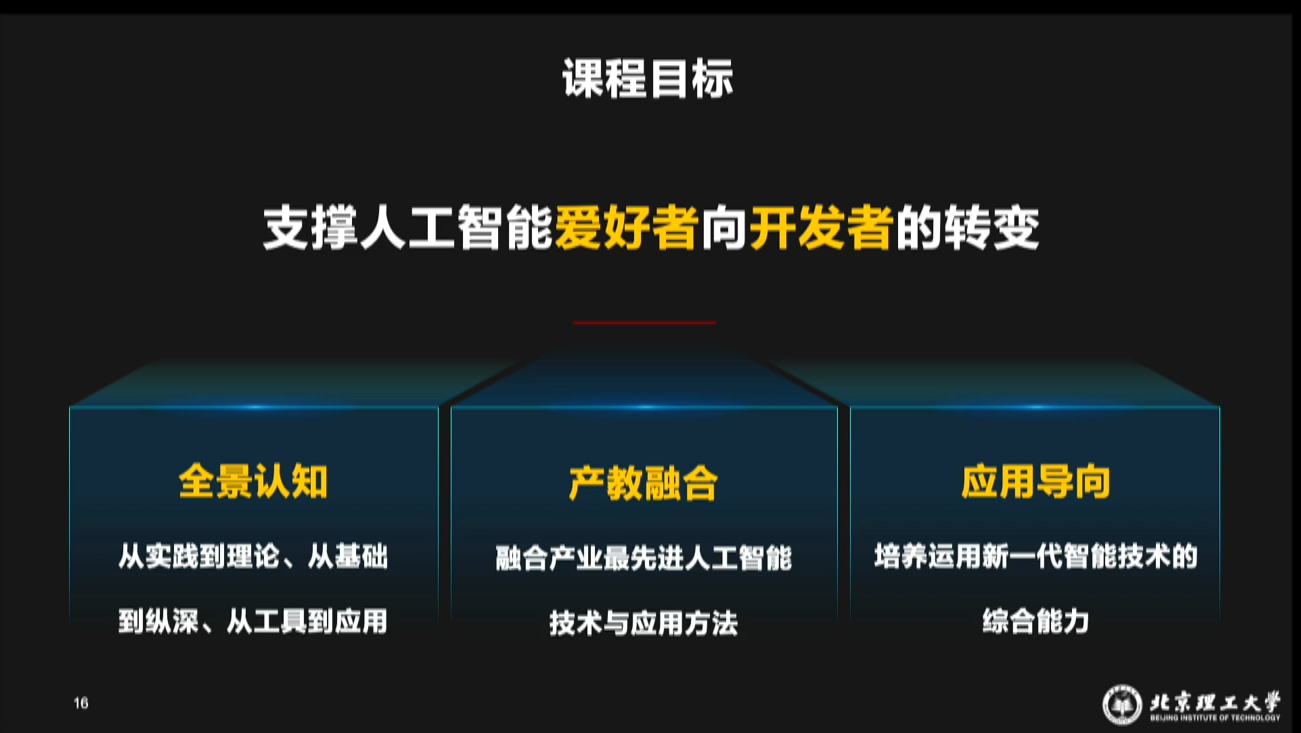 课程目标
支撑人工智能爱好者向开发者的转变
全景认知
从实践到理论、从基础
到纵深、从工具到应用
产教融合
融合产业最先进人工智能
技术与应用方法
应用导向
培养运用新一代智能技术的
综合能力
16
北京理工大学
BEIJING INSTITUTE OF TECHNOLOGY